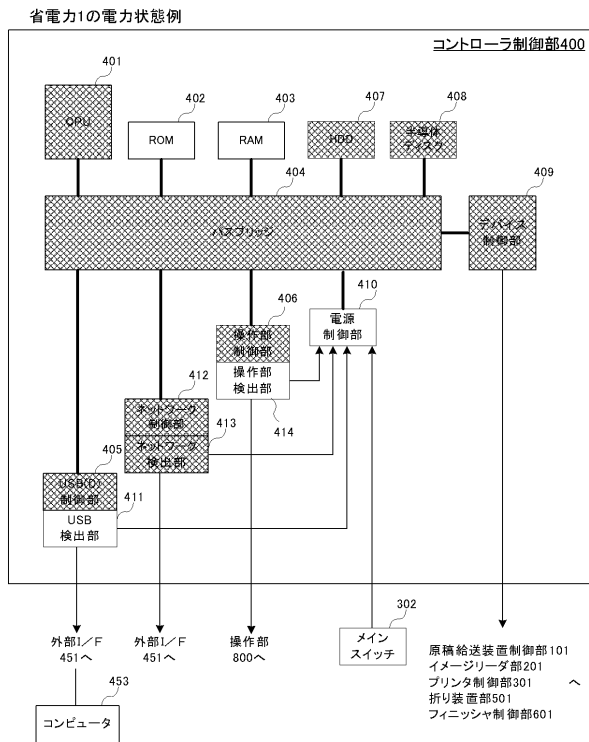 省電力1の電力状態例
コントローラ制御部400
401
CPU
402
ROM
403
RAM
407
HDD
408
半導体
ディスク
404
バスブリッジ
409
デバイス
制御部
406
操作部
制御部
操作部
検出部
414
410
電源
制御部
412
ネットワーク
制御部
413
ネットワーク
検出部
405
USB(D)
制御部
411
USB
検出部
外部I/F
451へ
外部I/F
451へ
操作部
800へ
302
メイン
スイッチ
原稿給送装置制御部101
イメージリーダ部201
プリンタ制御部301 へ
折り装置部501
フィニッシャ制御部601
453
コンピュータ